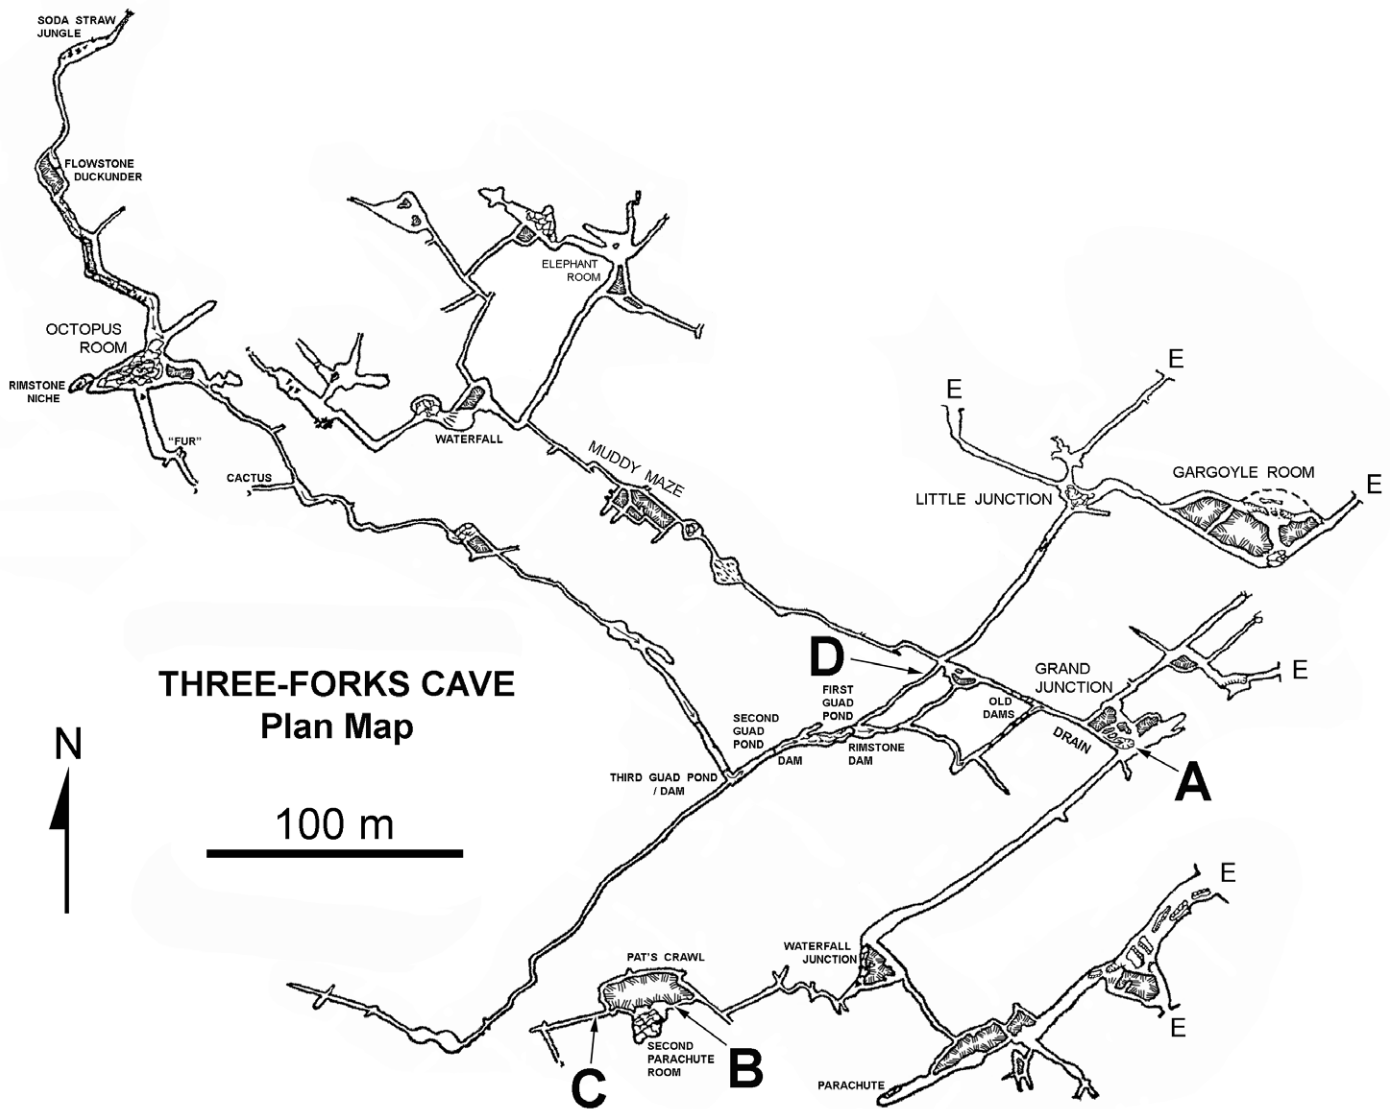 SODA STRAW
JUNGLE
FLOWSTONE
DUCKUNDER
ELEPHANT
ROOM
OCTOPUS
ROOM
RIMSTONE
NICHE
"FUR"
CACTUS
WATERFALL
MUDDY MAZE
E
E
LITTLE JUNCTION
GARGOYLE ROOM
E
THREE-FORKS CAVE
Plan Map
N
100 m
D
FIRST
GUAD
POND
SECOND
GUAD
POND
DAM
RIMSTONE
DAM
THIRD GUAD POND
/ DAM
OLD
DAMS
GRAND
JUNCTION
DRAIN
E
A
WATERFALL
JUNCTION
PAT'S CRAWL
SECOND
PARACHUTE
ROOM
B
C
PARACHUTE
E
E